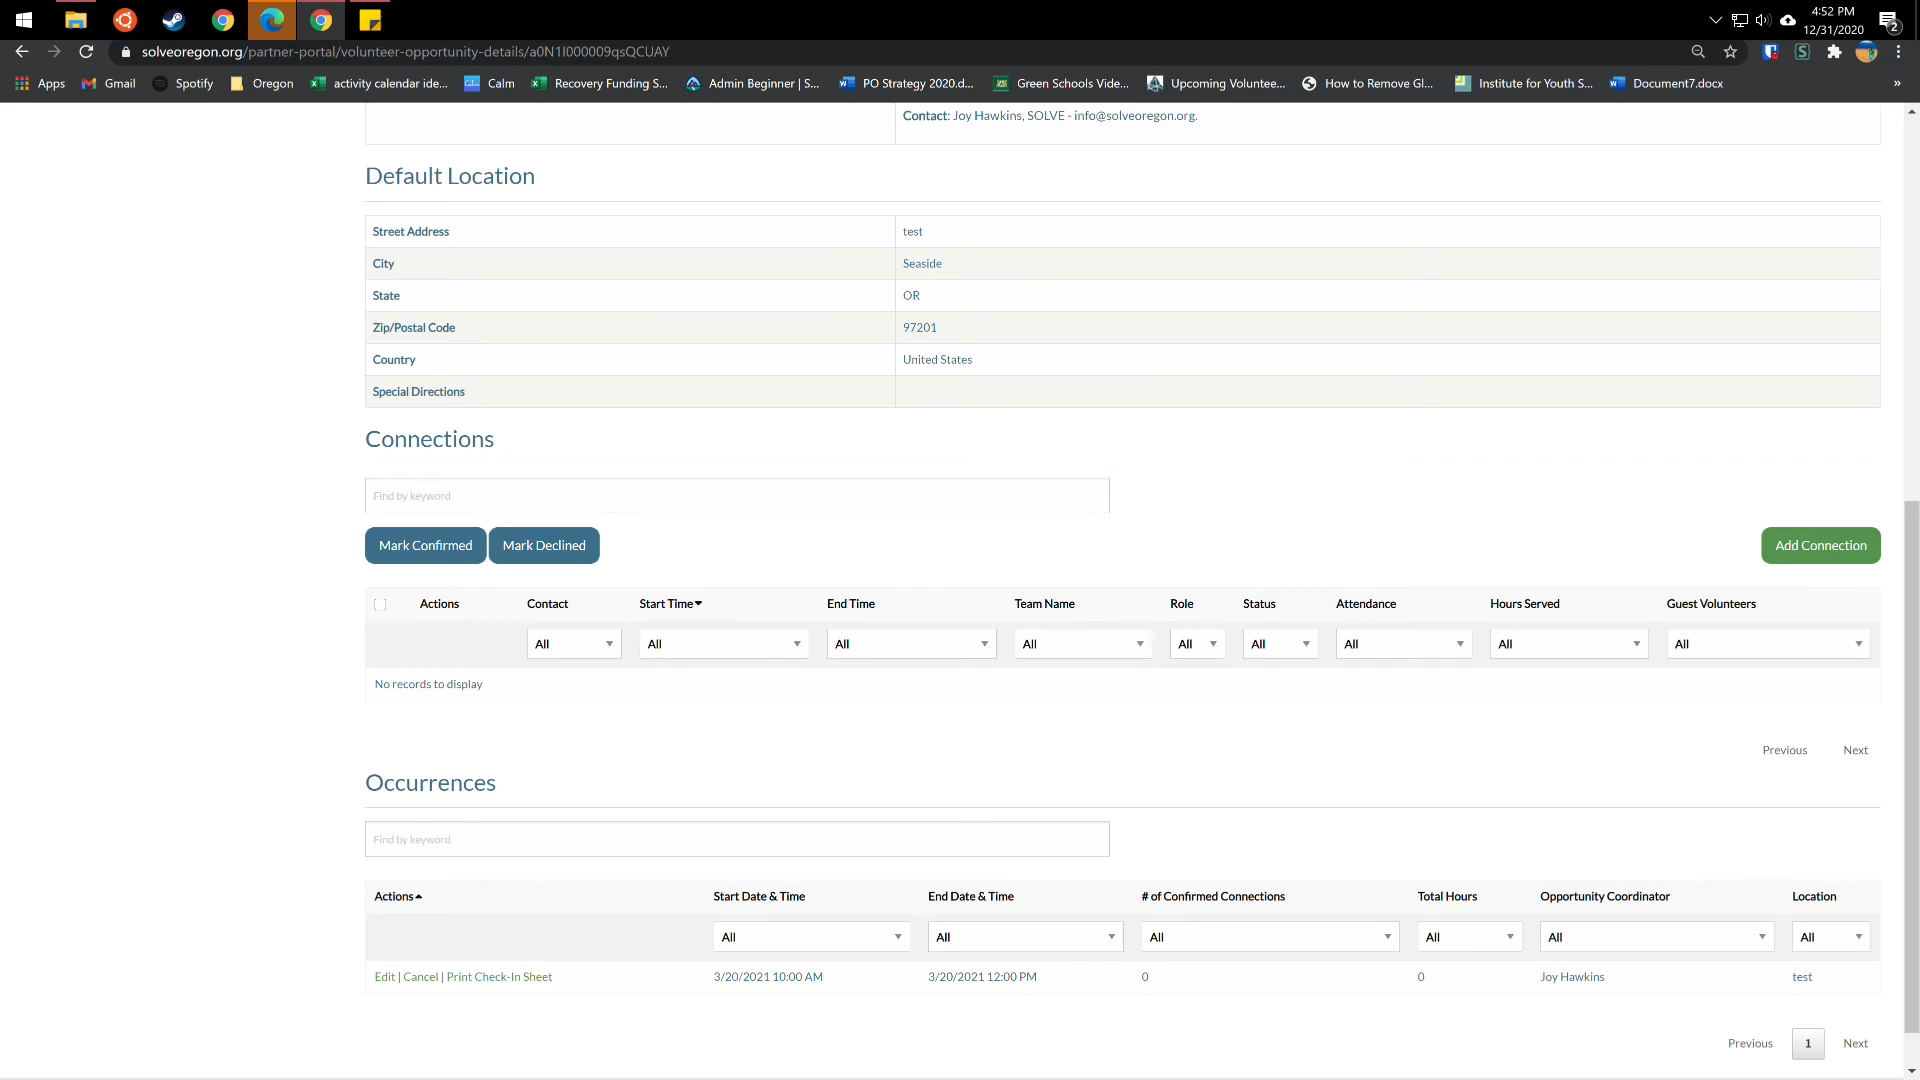 4:52 PM
12/31/2020
2
solveoregon.org/partner-portal/volunteer-opportunity-details/a0N1I000009qsQCUAY
Apps Gmail Spotify Oregon activity calendar ide... Calm Recovery Funding S... Admin Beginner | S... PO Strategy 2020.d... Green Schools Vide... Upcoming Voluntee... How to Remove Gl... Institute for Youth S... Document7.docx »
Contact: Joy Hawkins, SOLVE - info@solveoregon.org.
Default Location
Street Address test
City Seaside
State OR
Zip/Postal Code 97201
Country United States
Special Directions
Connections
Find by keyword
Mark Confirmed Mark Declined Add Connection
Actions Contact Start Time End Time Team Name Role Status Attendance Hours Served Guest Volunteers
All All All All All All All All All
No records to display
Previous Next
Occurrences
Find by keyword
Actions Start Date & Time End Date & Time # of Confirmed Connections Total Hours Opportunity Coordinator Location
All All All All All All
Edit | Cancel | Print Check-In Sheet 3/20/2021 10:00 AM 3/20/2021 12:00 PM 0 0 Joy Hawkins test
Previous 1 Next